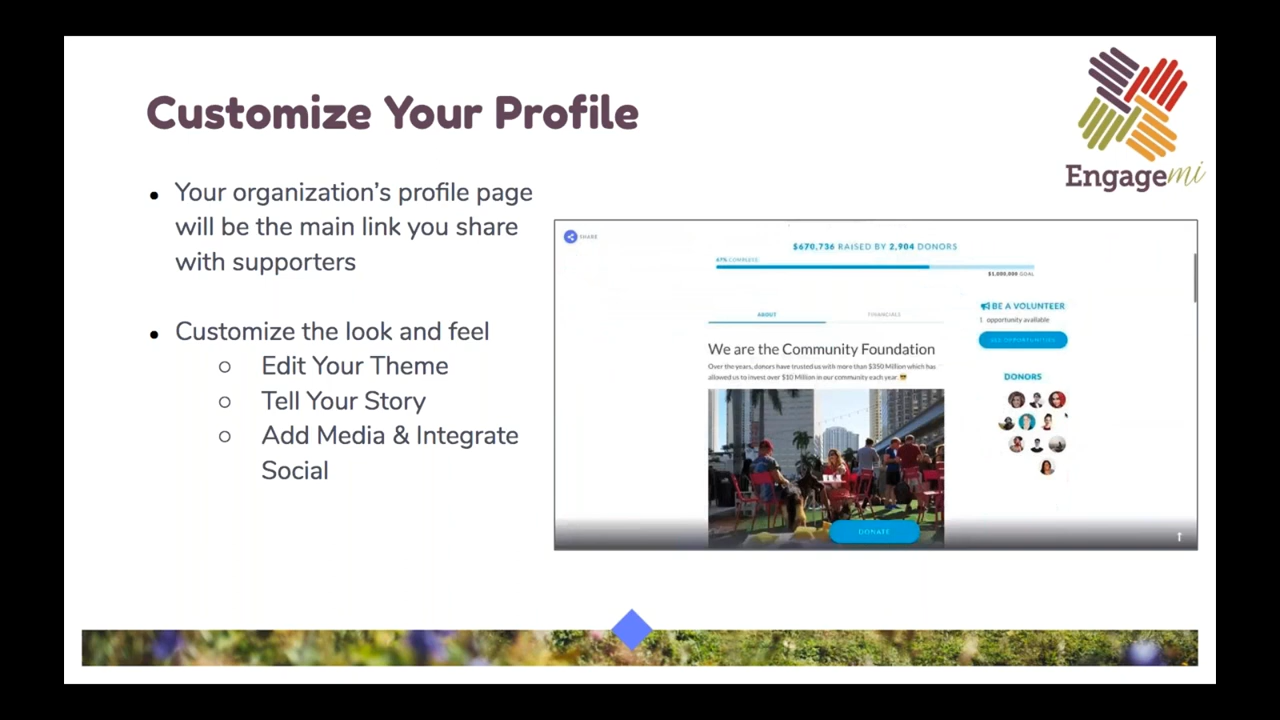 Customize Your Profile
Engagemi
• Your organization's profile page
will be the main link you share
with supporters
• Customize the look and feel
○ Edit Your Theme
○ Tell Your Story
○ Add Media & Integrate
Social
SHARE
$670,736 RAISED BY 2,904 DONORS
67% COMPLETE
$1,000,000 GOAL
ABOUT
FINANCIALS
BE A VOLUNTEER
1 opportunity available
SEE OPPORTUNITIES
We are the Community Foundation
Over the years, donors have trusted us with more than $350 Million which has
allowed us to invest over $10 Million in our community each year 😎
DONORS
DONATE